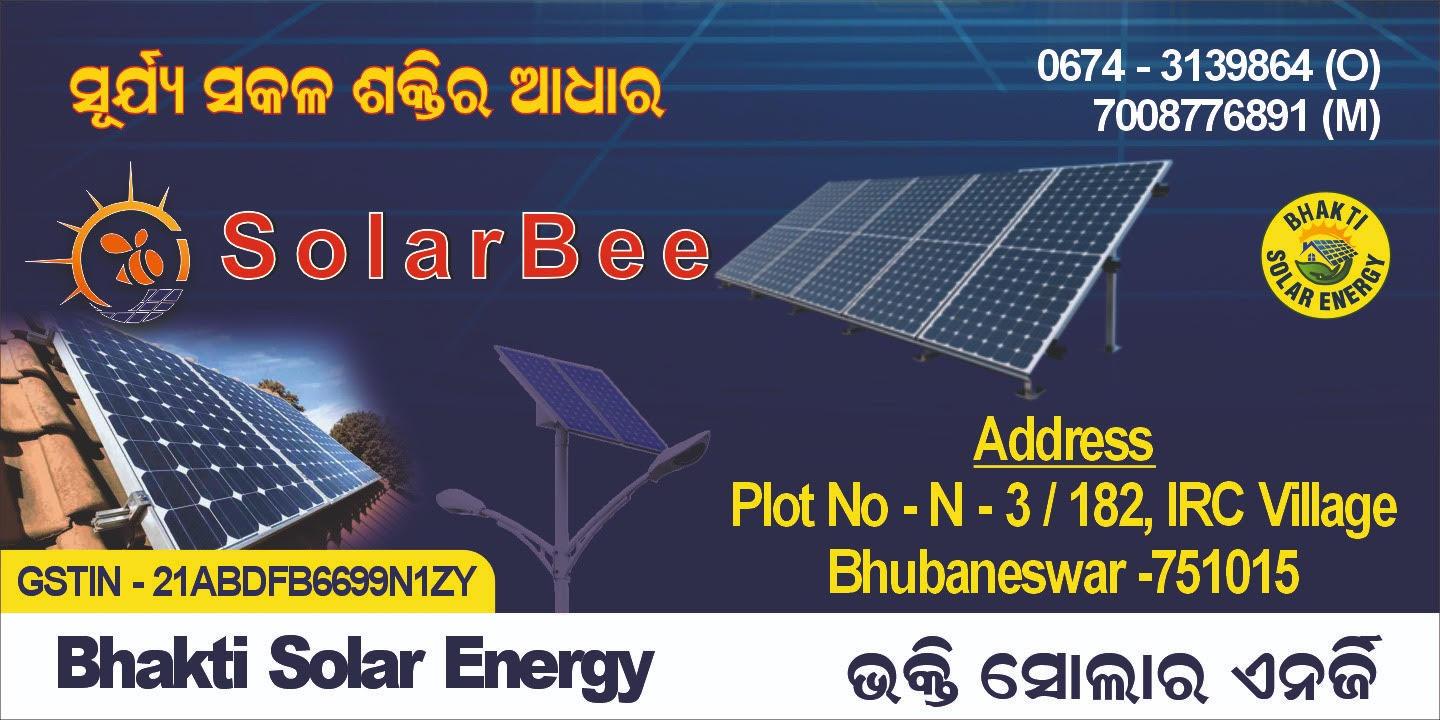 ସୂର୍ଯ୍ୟ ସକଳ ଶକ୍ତିର ଆଧାର
0674 - 3139864 (O)
7008776891 (M)
SolarBee
BHAKTI
SOLAR ENERGY
Address
Plot No - N - 3 / 182, IRC Village
Bhubaneswar -751015
GSTIN - 21ABDFB6699N1ZY
Bhakti Solar Energy
ଭକ୍ତି ସୋଲାର ଏନର୍ଜି